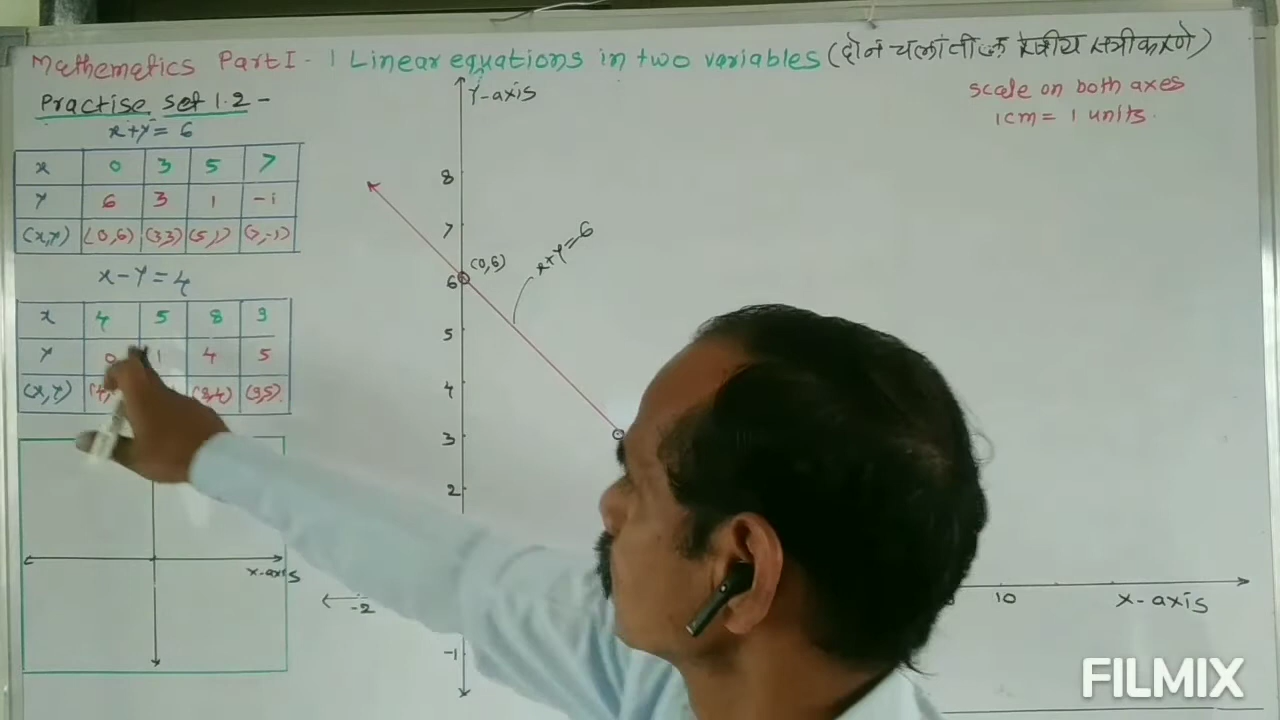 Mathematics Part I - 1 Linear equations in two variables (दोन चलांतील रेषीय समीकरणे)
Practise Set 1.2 -
scale on both axes
1cm = 1 units.
x+y = 6
x 0 3 5 7
y 6 3 1 -1
(x,y) (0,6) (3,3) (5,1) (7,-1)
x-y = 4
x 4 5 8 9
y 0 1 4 5
(x,y) (8,4) (9,5)
x-axis
Y-axis
8
7
6
(0,6)
x+y=6
5
4
3
2
-2
-1
10
X-axis
FILMIX